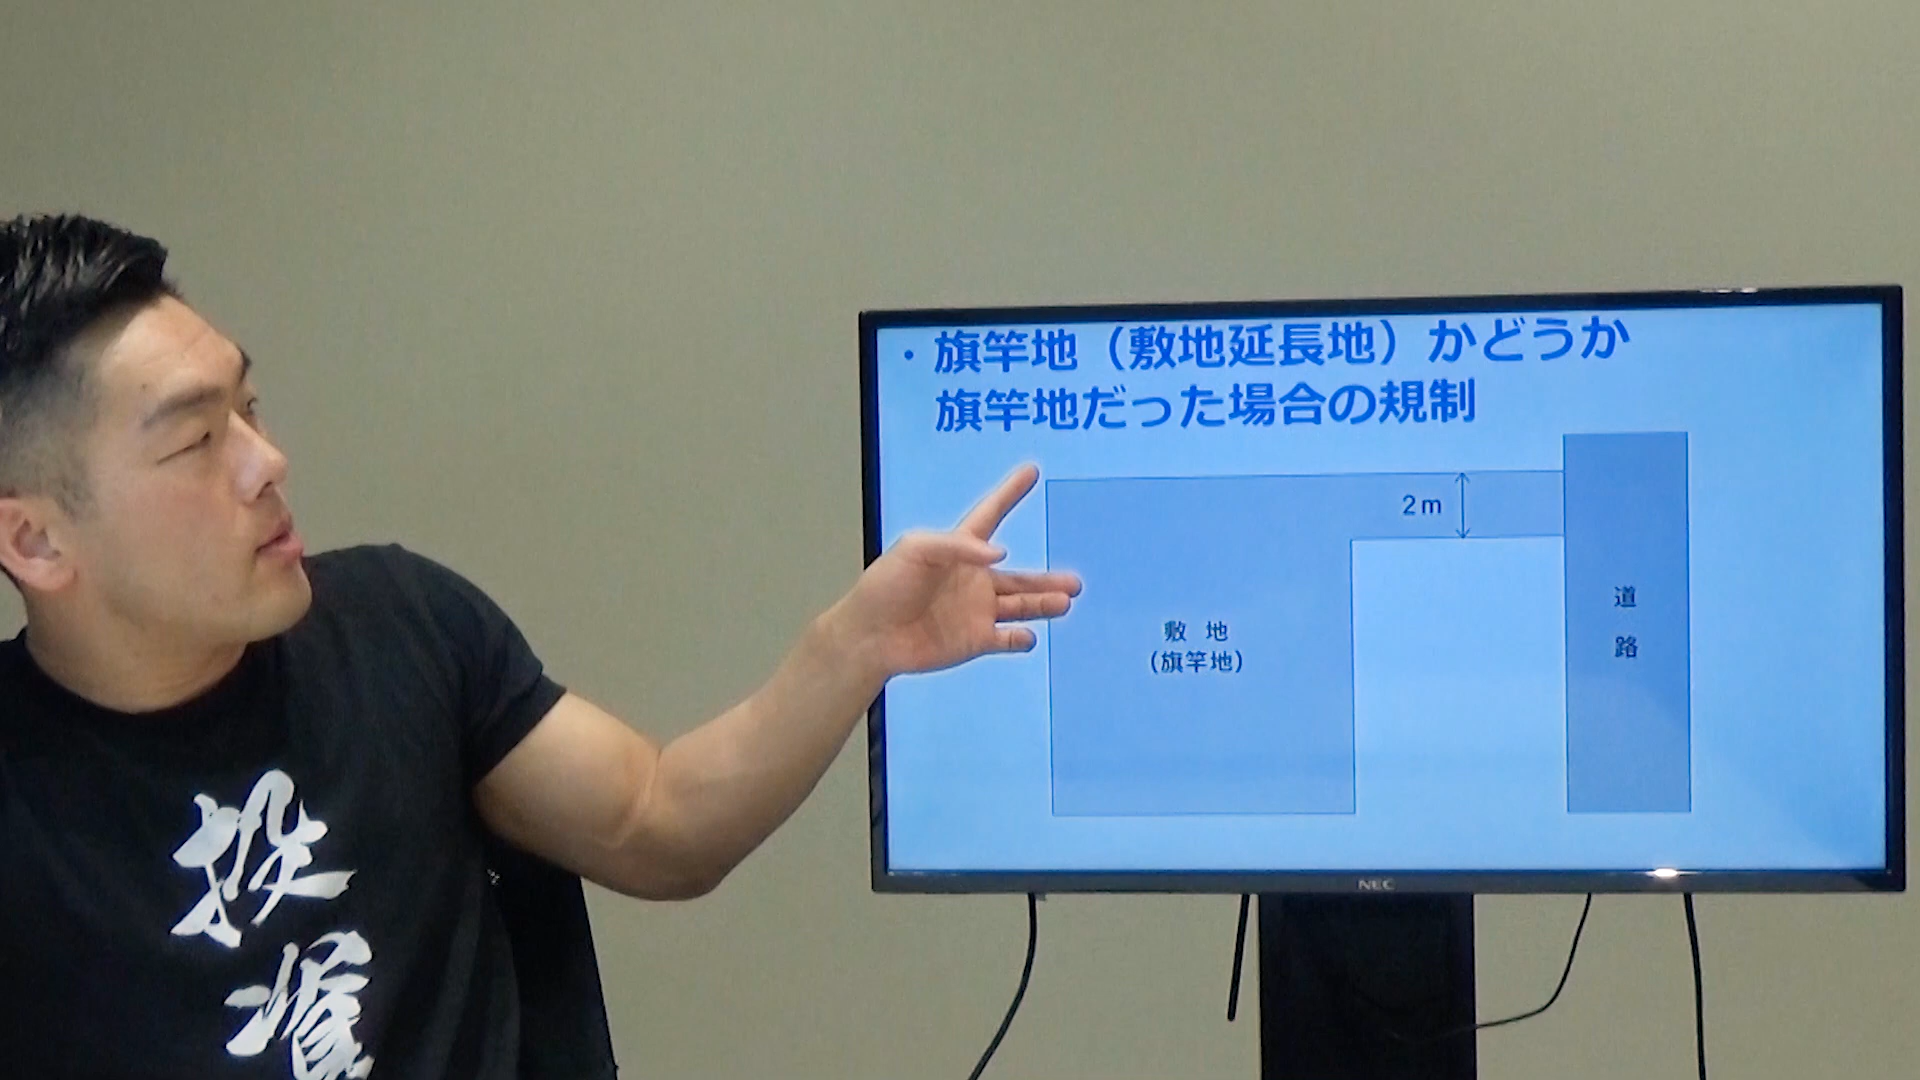 ・旗竿地（敷地延長地）かどうか
旗竿地だった場合の規制
2m
敷 地
(旗竿地)
道
路
NEC
投